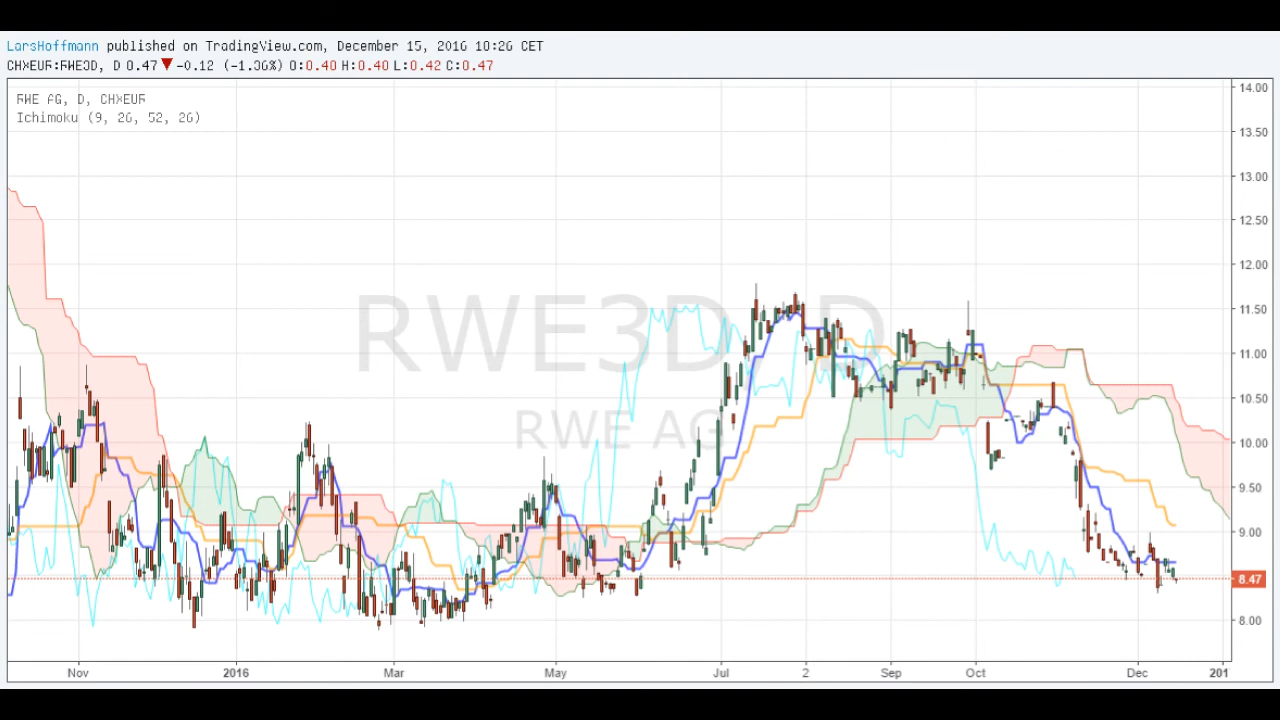 LarsHoffmann published on TradingView.com, December 15, 2016 10:26 CET
CHXEUR:RWE3D, D 0.47 ▼ -0.12 (-1.36%) O:0.40 H:0.40 L:0.42 C:0.47
RWE AG, D, CHXEUR
Ichimoku (9, 26, 52, 26)
RWE3D, D
RWE AG
14.00
13.50
13.00
12.50
12.00
11.50
11.00
10.50
10.00
9.50
9.00
8.47
8.00
Nov 2016 Mar May Jul 2 Sep Oct Dec 201